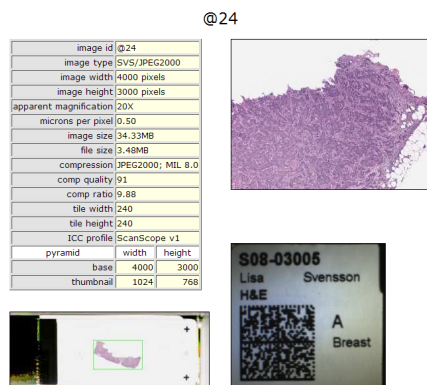 @24
image id @24
image type SVS/JPEG2000
image width 4000 pixels
image height 3000 pixels
apparent magnification 20X
microns per pixel 0.50
image size 34.33MB
file size 3.48MB
compression JPEG2000; MIL 8.0
comp quality 91
comp ratio 9.88
tile width 240
tile height 240
ICC profile ScanScope v1
pyramid width height
base 4000 3000
thumbnail 1024 768
S08-03005
Lisa Svensson
H&E
A
Breast